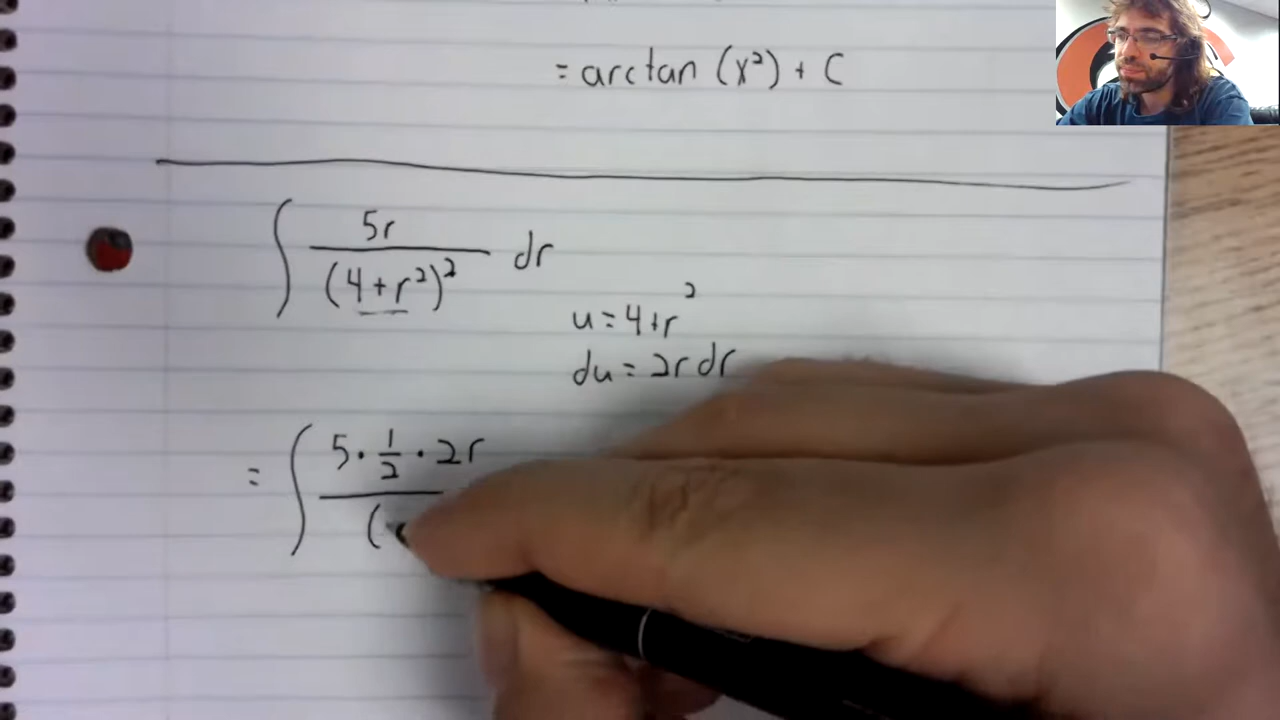 = arctan (x²) + C
∫ 5r / (4+r²)² dr
u = 4+r²
du = 2r dr
= ∫ 5 · 1/2 · 2r / (